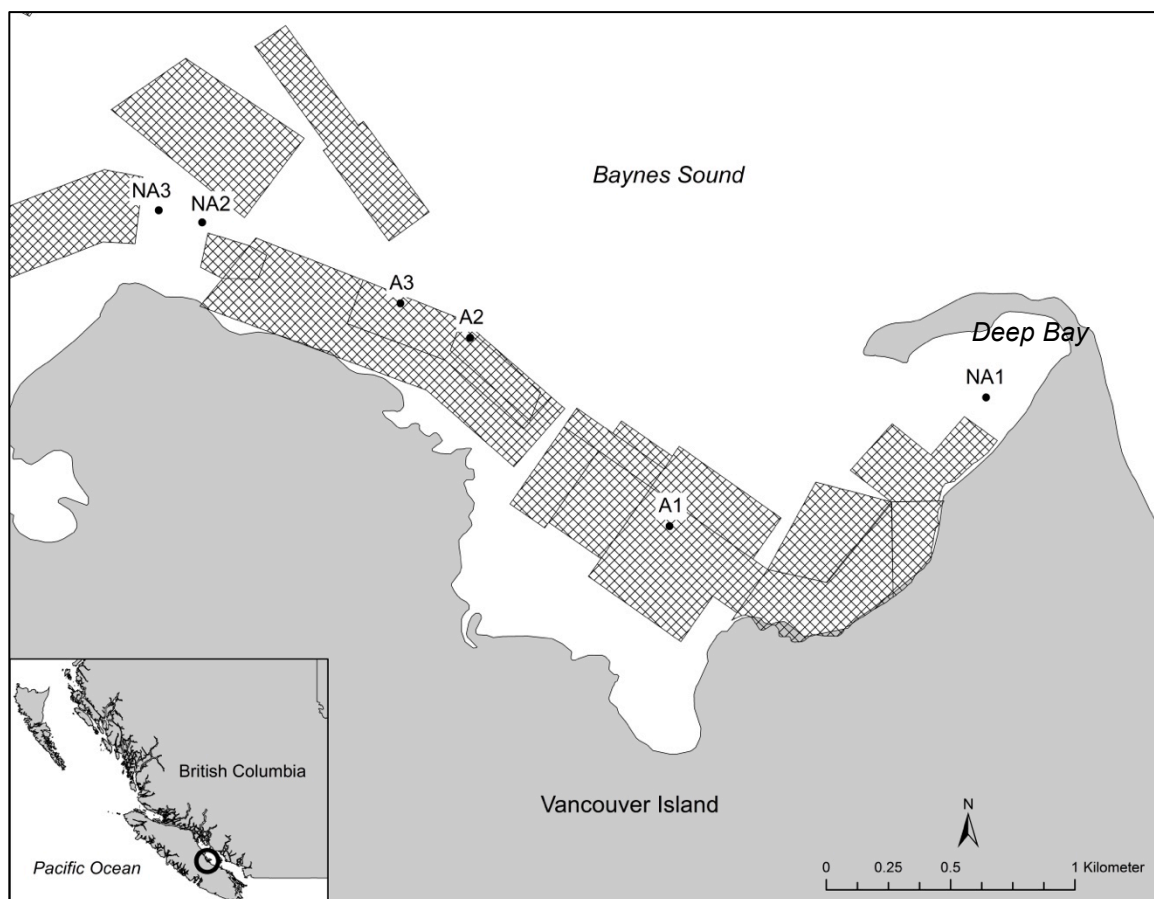 Baynes Sound
NA3
NA2
A3
A2
Deep Bay
NA1
A1
British Columbia
Vancouver Island
Pacific Ocean
N
0 0.25 0.5 1 Kilometer